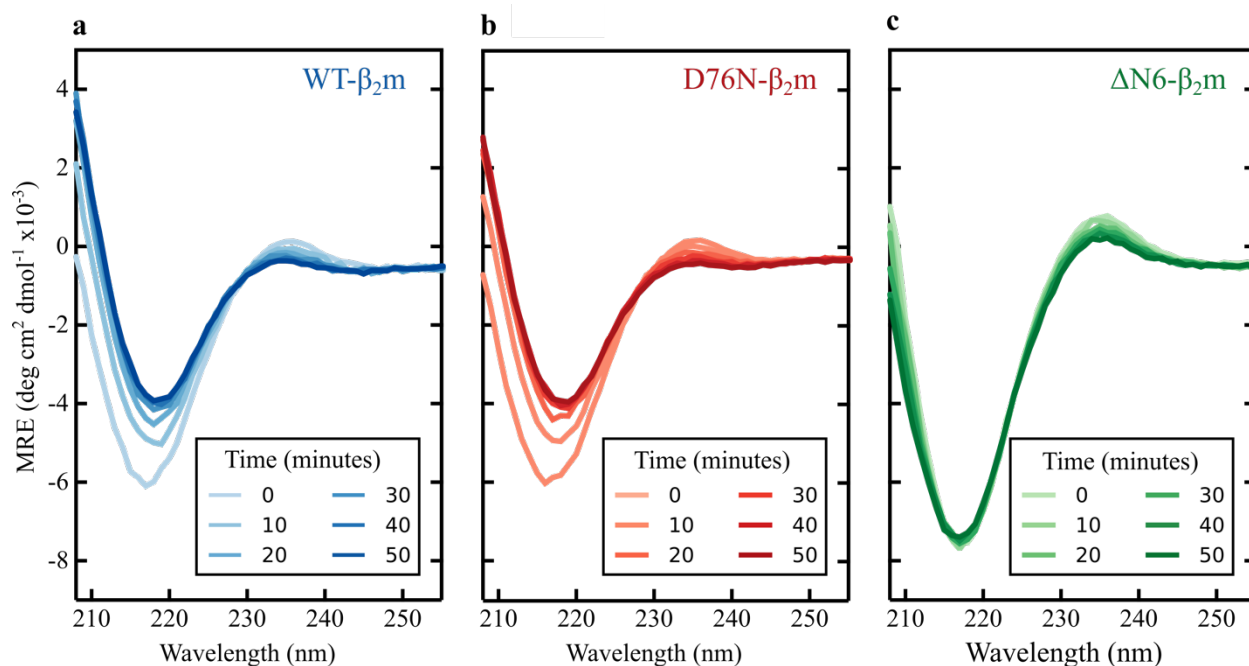 a
WT-β₂m
4
2
0
-2
-4
-6
-8
MRE (deg cm² dmol⁻¹ x10⁻³)
Time (minutes)
0 30
10 40
20 50
210 220 230 240 250
Wavelength (nm)
b
D76N-β₂m
Time (minutes)
0 30
10 40
20 50
210 220 230 240 250
Wavelength (nm)
c
ΔN6-β₂m
Time (minutes)
0 30
10 40
20 50
210 220 230 240 250
Wavelength (nm)